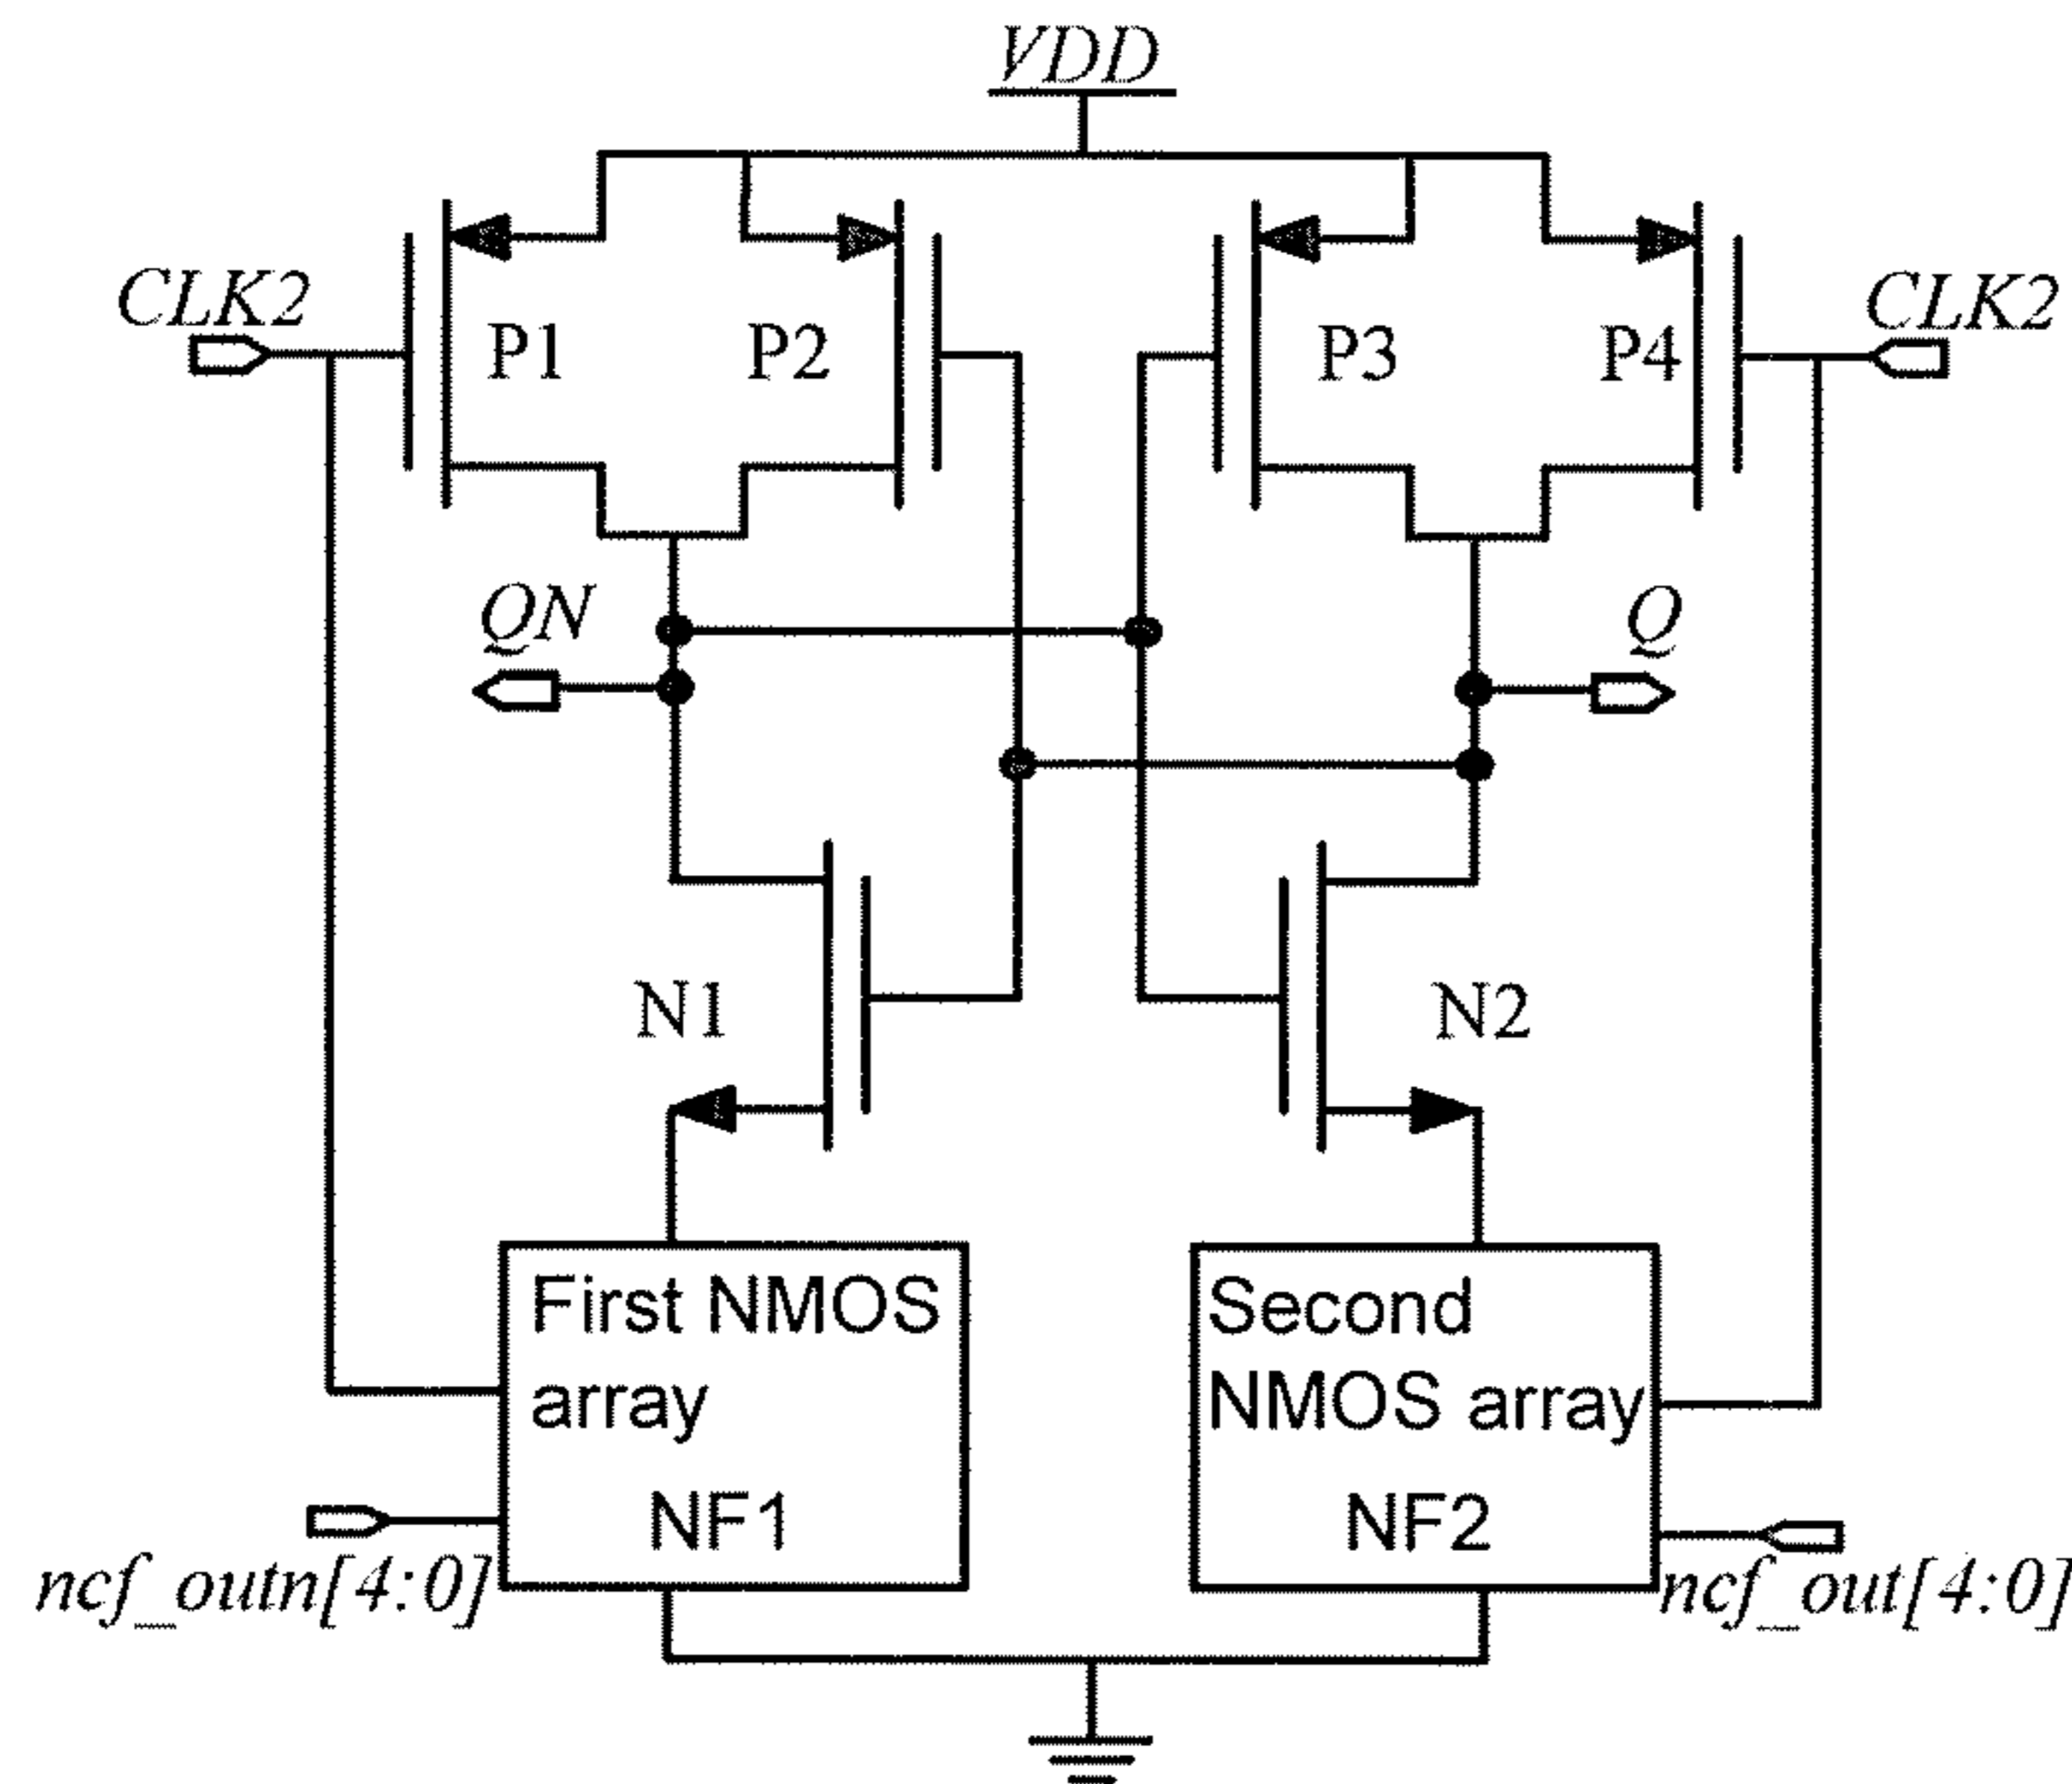 VDD
CLK2
CLK2
P1
P2
P3
P4
QN
Q
N1
N2
First NMOS
array
NF1
Second
NMOS array
NF2
ncf_outn[4:0]
ncf_out[4:0]